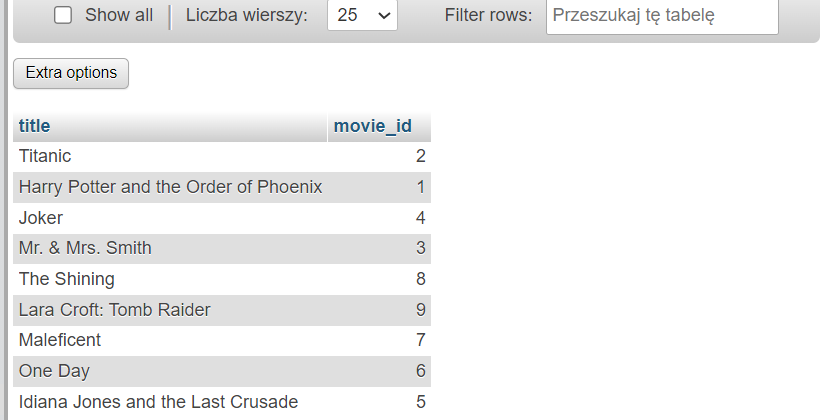 Show all Liczba wierszy: 25 Filter rows: Przeszukaj tę tabelę
Extra options
title movie_id
Titanic 2
Harry Potter and the Order of Phoenix 1
Joker 4
Mr. & Mrs. Smith 3
The Shining 8
Lara Croft: Tomb Raider 9
Maleficent 7
One Day 6
Idiana Jones and the Last Crusade 5